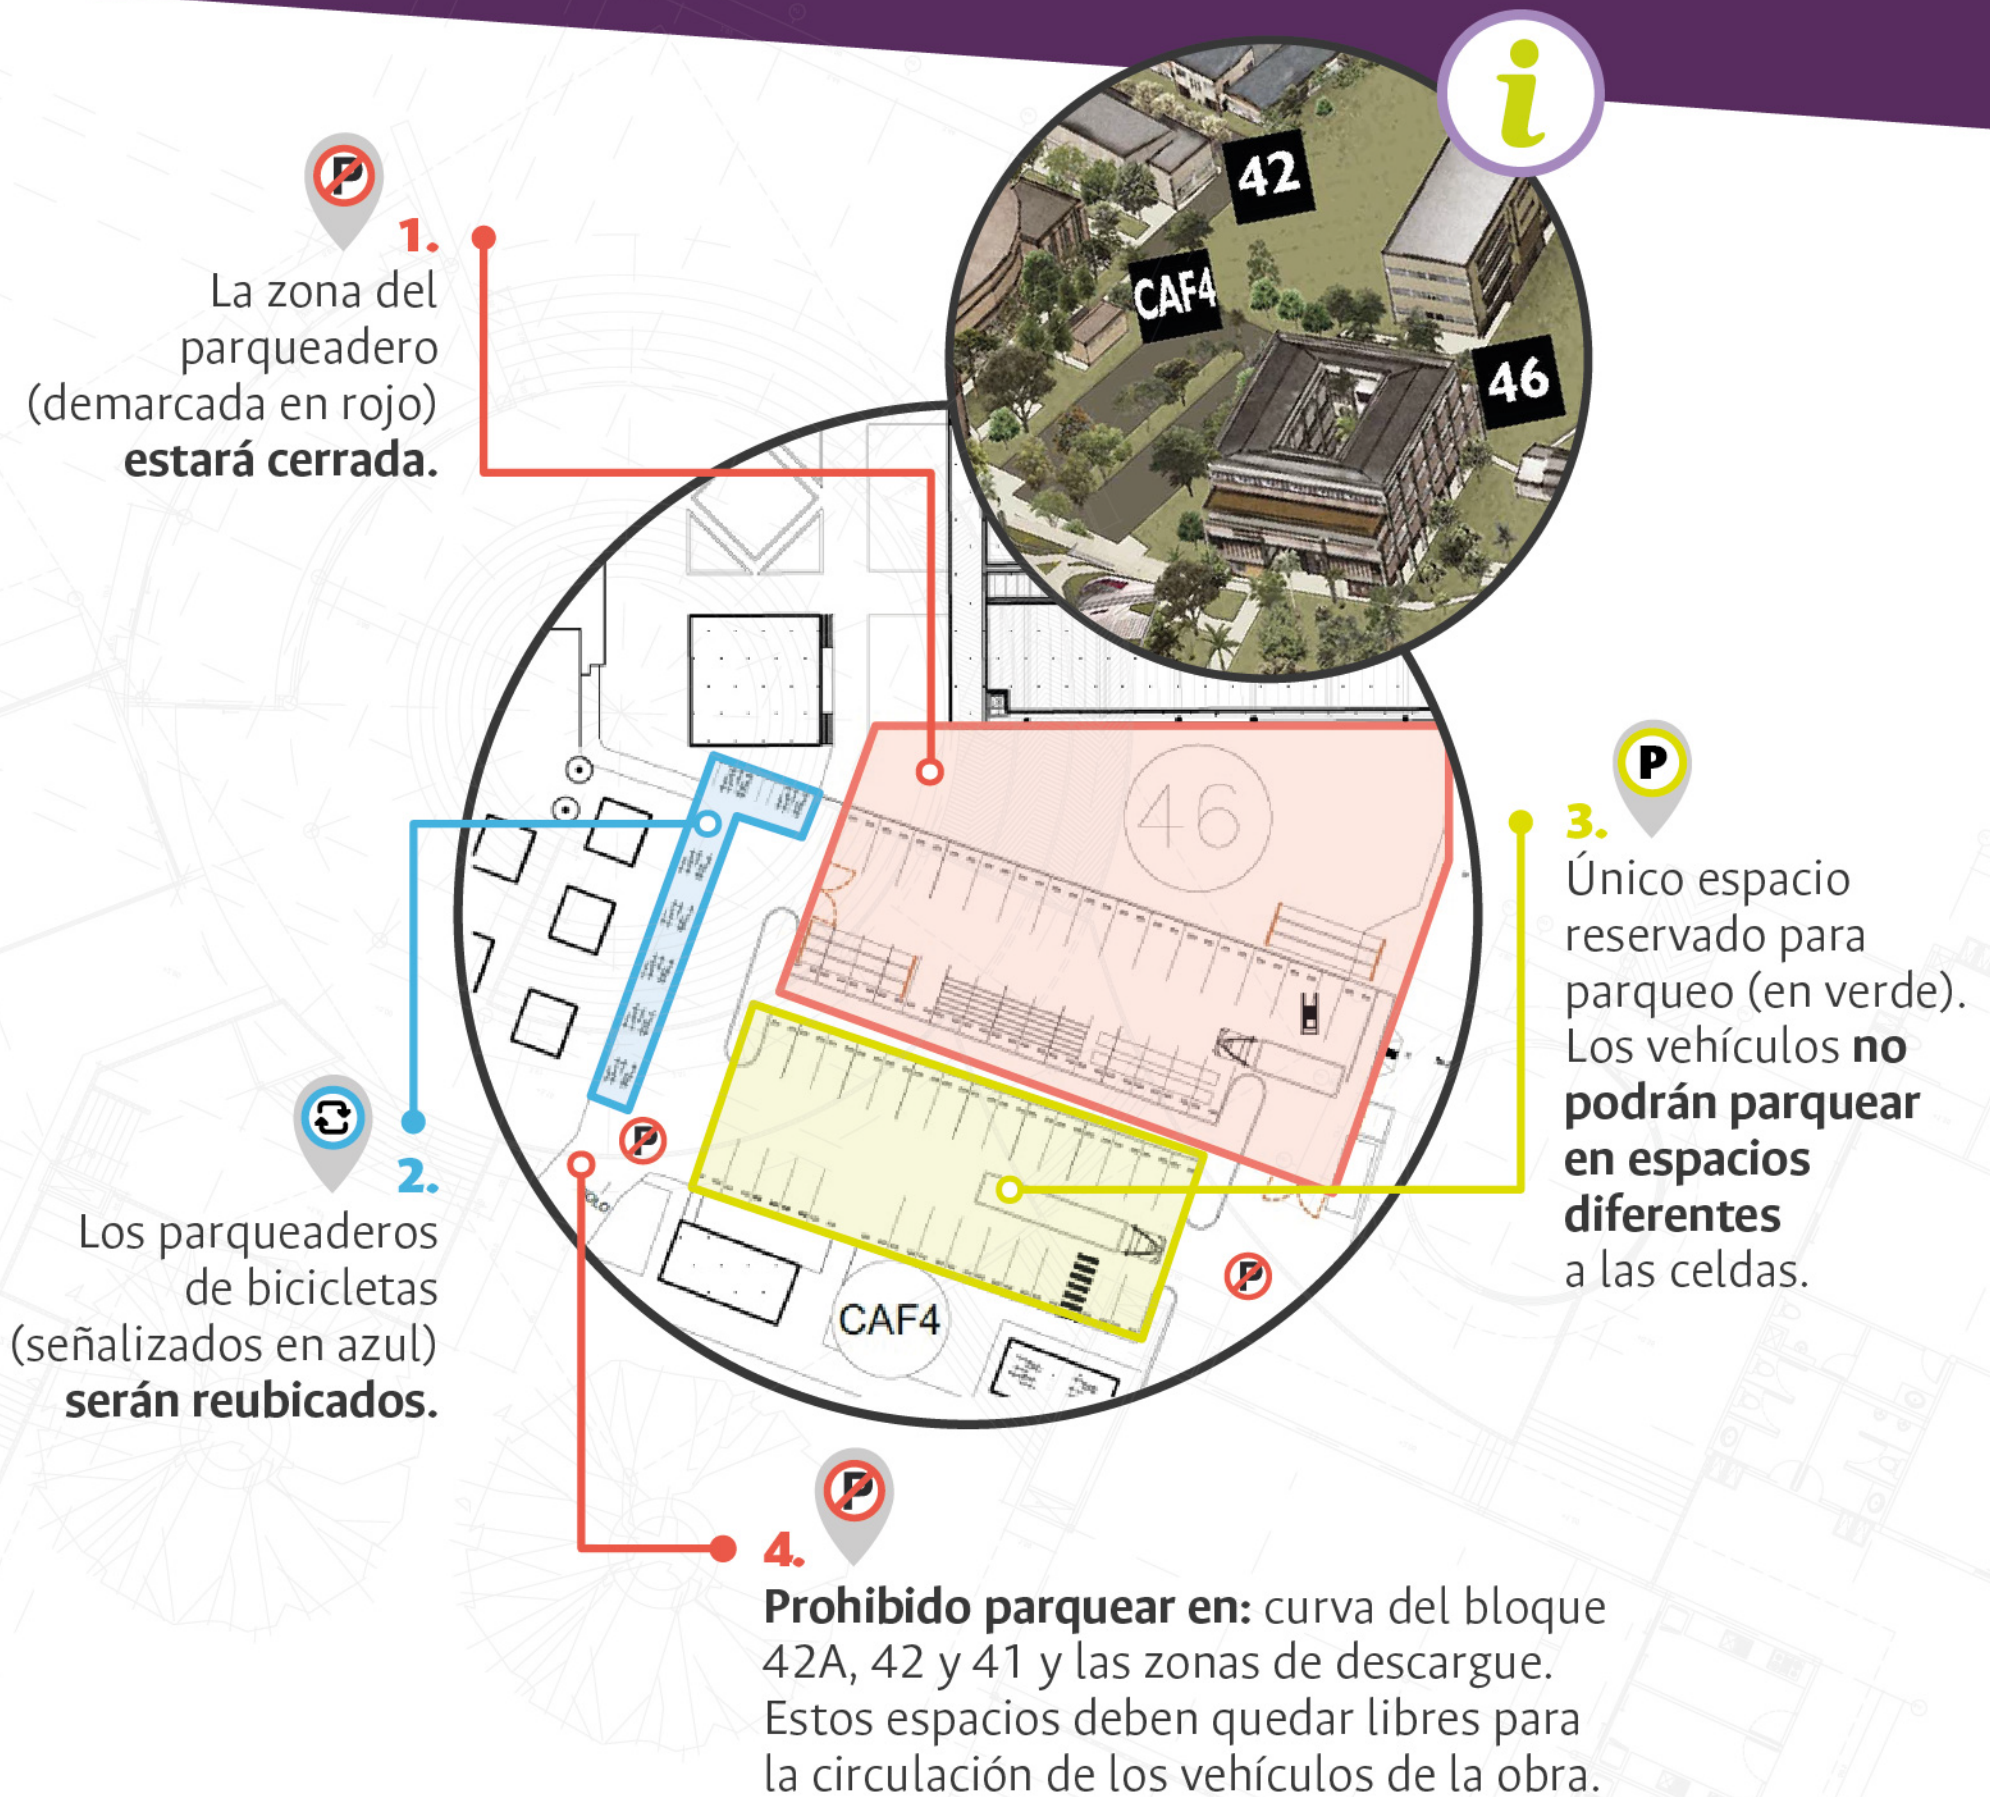 i
42
CAF4
46
P
1.
La zona del
parqueadero
(demarcada en rojo)
estará cerrada.
46
P
3.
Único espacio
reservado para
parqueo (en verde).
Los vehículos no
podrán parquear
en espacios
diferentes
a las celdas.
2.
Los parqueaderos
de bicicletas
(señalizados en azul)
serán reubicados.
P
P
CAF4
P
4.
Prohibido parquear en: curva del bloque
42A, 42 y 41 y las zonas de descargue.
Estos espacios deben quedar libres para
la circulación de los vehículos de la obra.